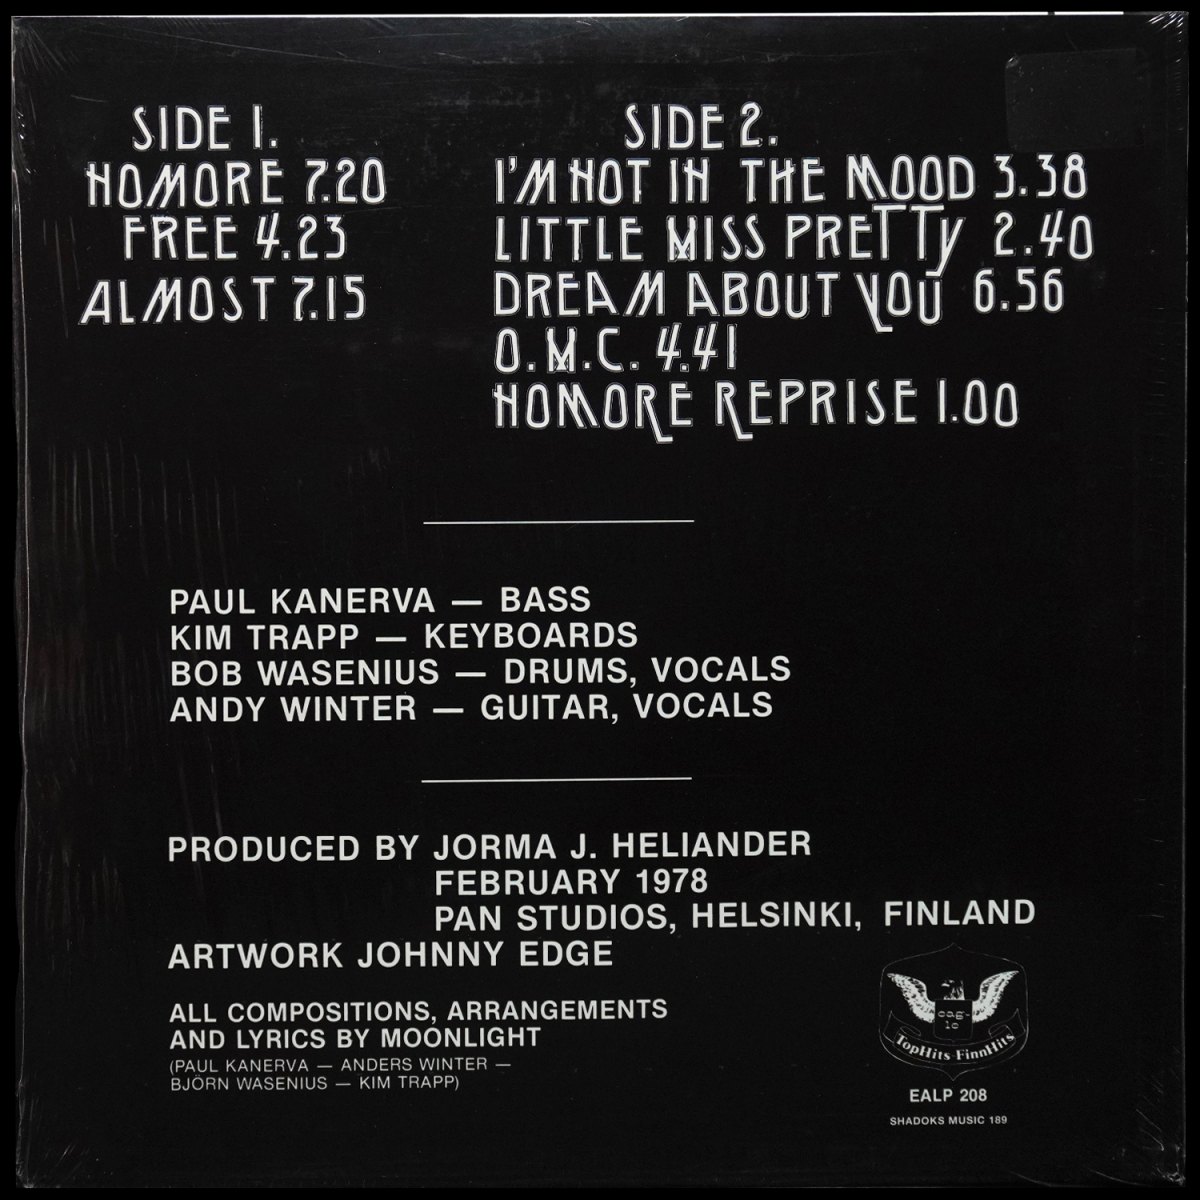 SIDE 1.
NOMORE 7.20
FREE 4.23
ALMOST 7.15
SIDE 2.
I'M NOT IN THE MOOD 3.38
LITTLE MISS PRETTY 2.40
DREAM ABOUT YOU 6.56
O.M.C. 4.41
NOMORE REPRISE 1.00
PAUL KANERVA — BASS
KIM TRAPP — KEYBOARDS
BOB WASENIUS — DRUMS, VOCALS
ANDY WINTER — GUITAR, VOCALS
PRODUCED BY JORMA J. HELIANDER
FEBRUARY 1978
PAN STUDIOS, HELSINKI, FINLAND
ARTWORK JOHNNY EDGE
ALL COMPOSITIONS, ARRANGEMENTS
AND LYRICS BY MOONLIGHT
(PAUL KANERVA — ANDERS WINTER —
BJÖRN WASENIUS — KIM TRAPP)
eag-
le
TopHits FinnHits
EALP 208
SHADOKS MUSIC 189